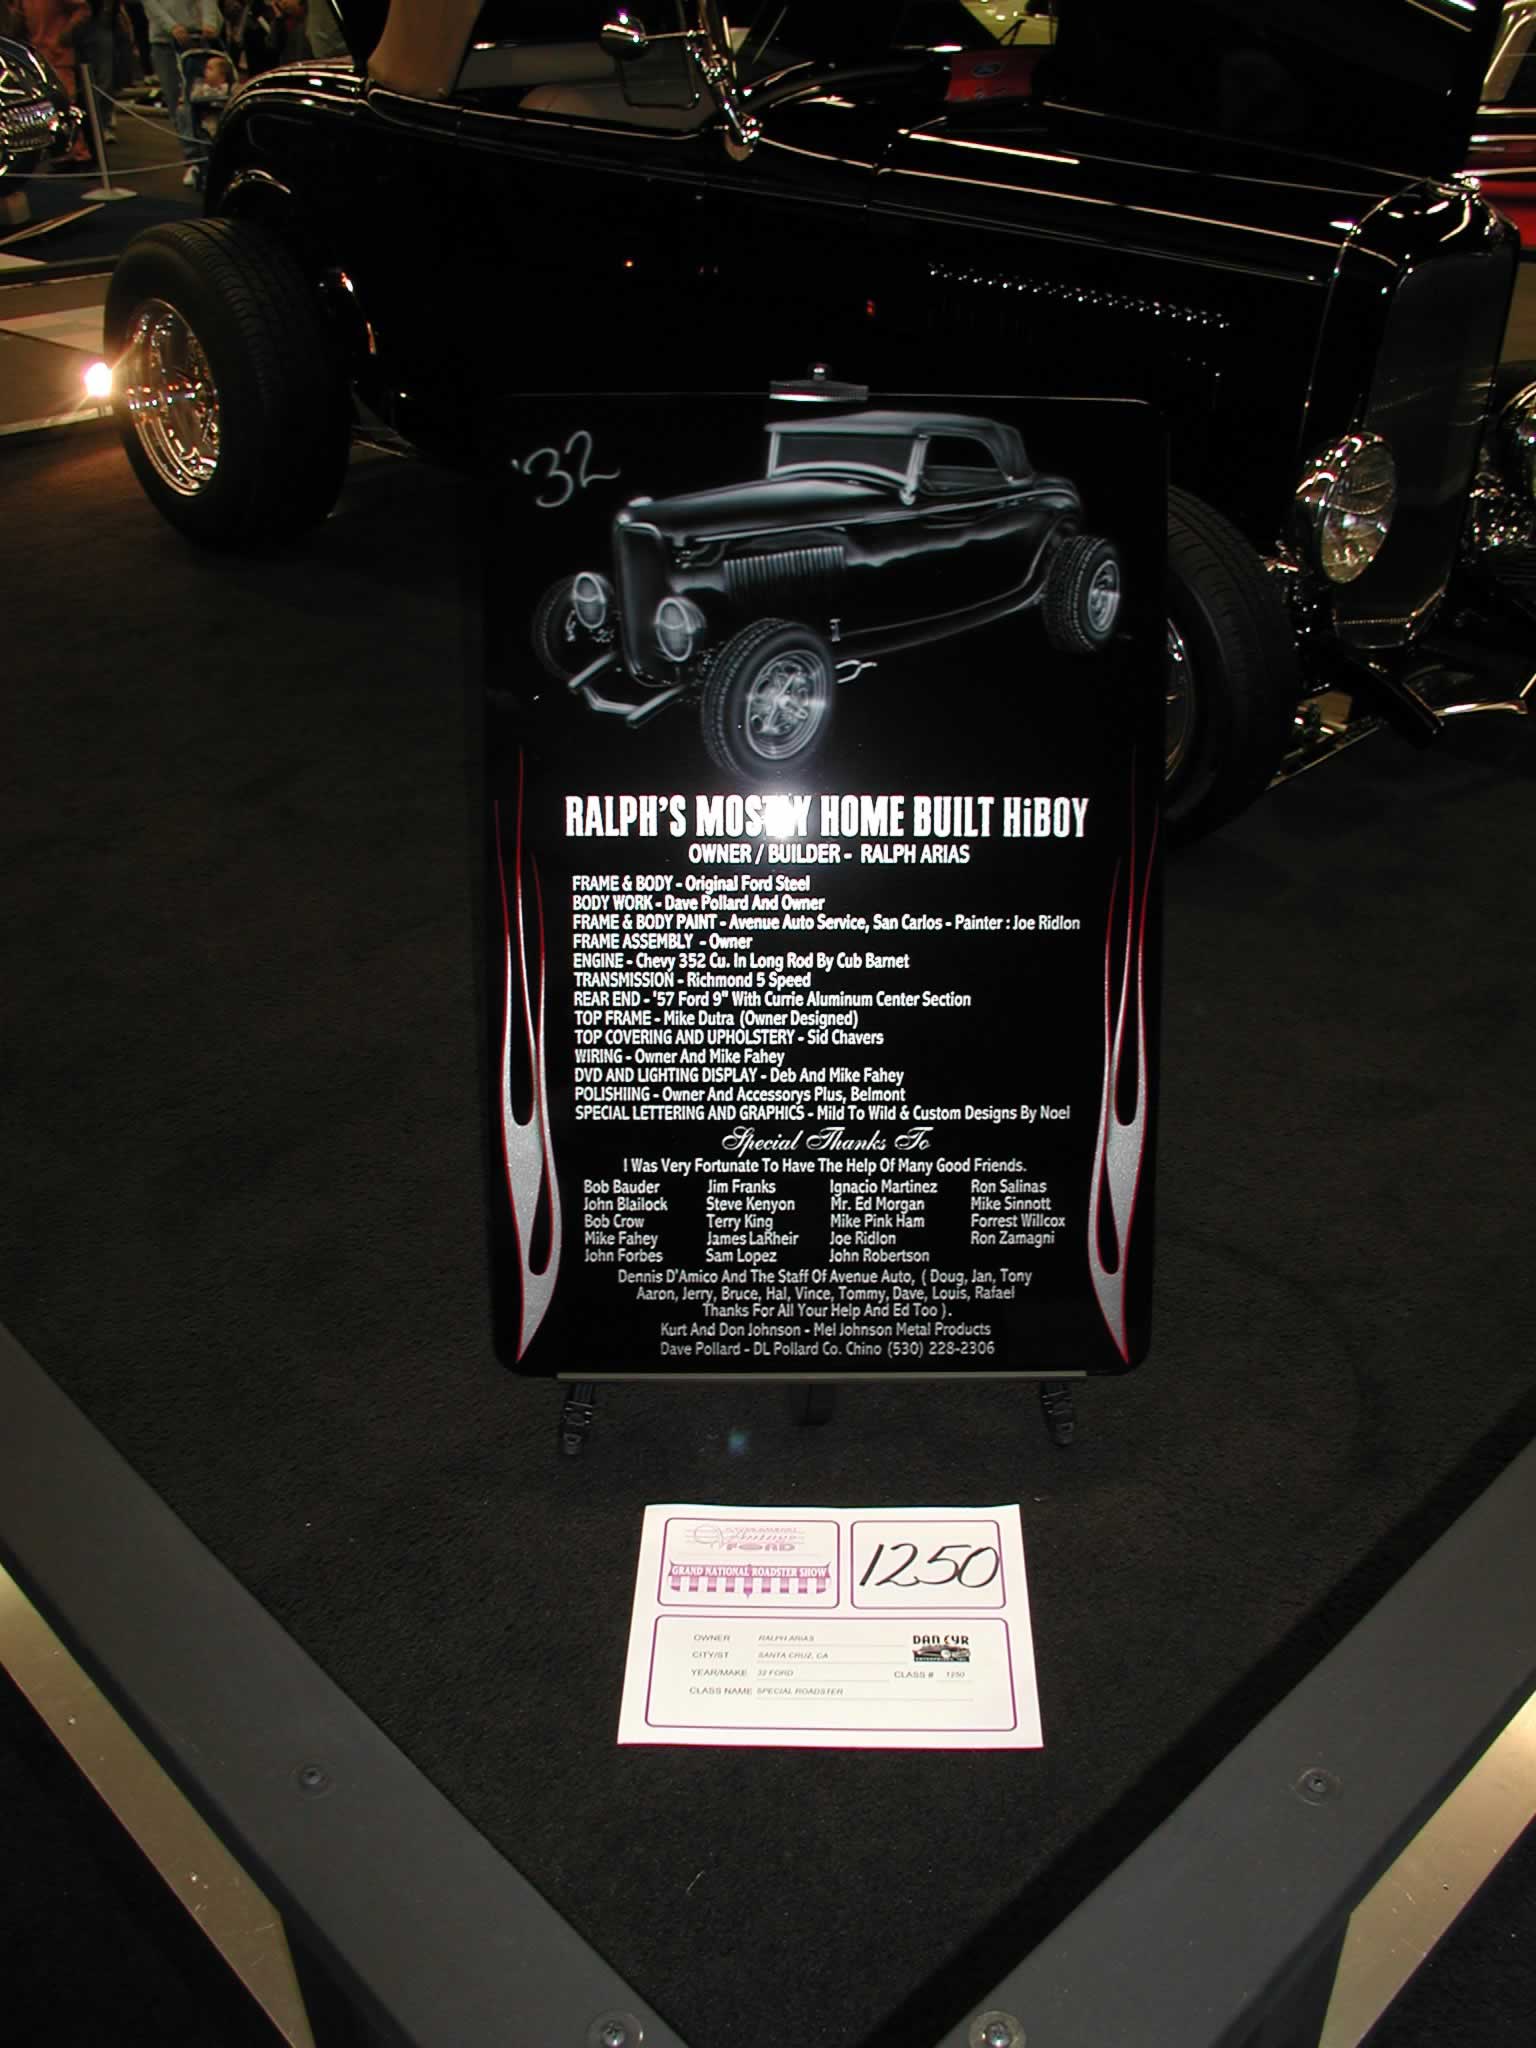 '32
RALPH'S MOSTLY HOME BUILT HiBOY
OWNER / BUILDER - RALPH ARIAS
FRAME & BODY - Original Ford Steel
BODY WORK - Dave Pollard And Owner
FRAME & BODY PAINT - Avenue Auto Service, San Carlos - Painter : Joe Ridlon
FRAME ASSEMBLY - Owner
ENGINE - Chevy 352 Cu. In Long Rod By Cub Barnet
TRANSMISSION - Richmond 5 Speed
REAR END - '57 Ford 9" With Currie Aluminum Center Section
TOP FRAME - Mike Dutra (Owner Designed)
TOP COVERING AND UPHOLSTERY - Sid Chavers
WIRING - Owner And Mike Fahey
DVD AND LIGHTING DISPLAY - Deb And Mike Fahey
POLISHIING - Owner And Accessorys Plus, Belmont
SPECIAL LETTERING AND GRAPHICS - Mild To Wild & Custom Designs By Noel
Special Thanks To
I Was Very Fortunate To Have The Help Of Many Good Friends.
Bob Bauder Jim Franks Ignacio Martinez Ron Salinas
John Blailock Steve Kenyon Mr. Ed Morgan Mike Sinnott
Bob Crow Terry King Mike Pink Ham Forrest Willcox
Mike Fahey James LaRheir Joe Ridlon Ron Zamagni
John Forbes Sam Lopez John Robertson
Dennis D'Amico And The Staff Of Avenue Auto, ( Doug, Jan, Tony
Aaron, Jerry, Bruce, Hal, Vince, Tommy, Dave, Louis, Rafael
Thanks For All Your Help And Ed Too ).
Kurt And Don Johnson - Mel Johnson Metal Products
Dave Pollard - DL Pollard Co. Chino (530) 228-2306
Vintage
FORD
GRAND NATIONAL ROADSTER SHOW
1250
OWNER RALPH ARIAS
DAN CYR
ENTERPRISES, INC.
CITY/ST SANTA CRUZ, CA
YEAR/MAKE 32 FORD CLASS # 1250
CLASS NAME SPECIAL ROADSTER